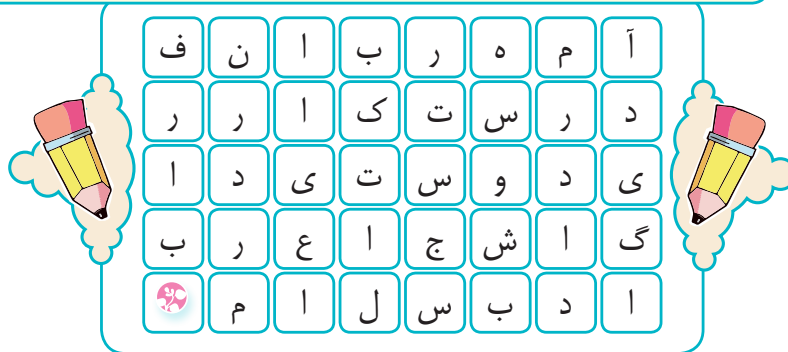 آ م ه ر ب ا ن ف
د ر س ت ک ا ر ر
ی د و س ت ی د ا
گ ا ش ج ا ع ر ب
ا د ب س ل ا م